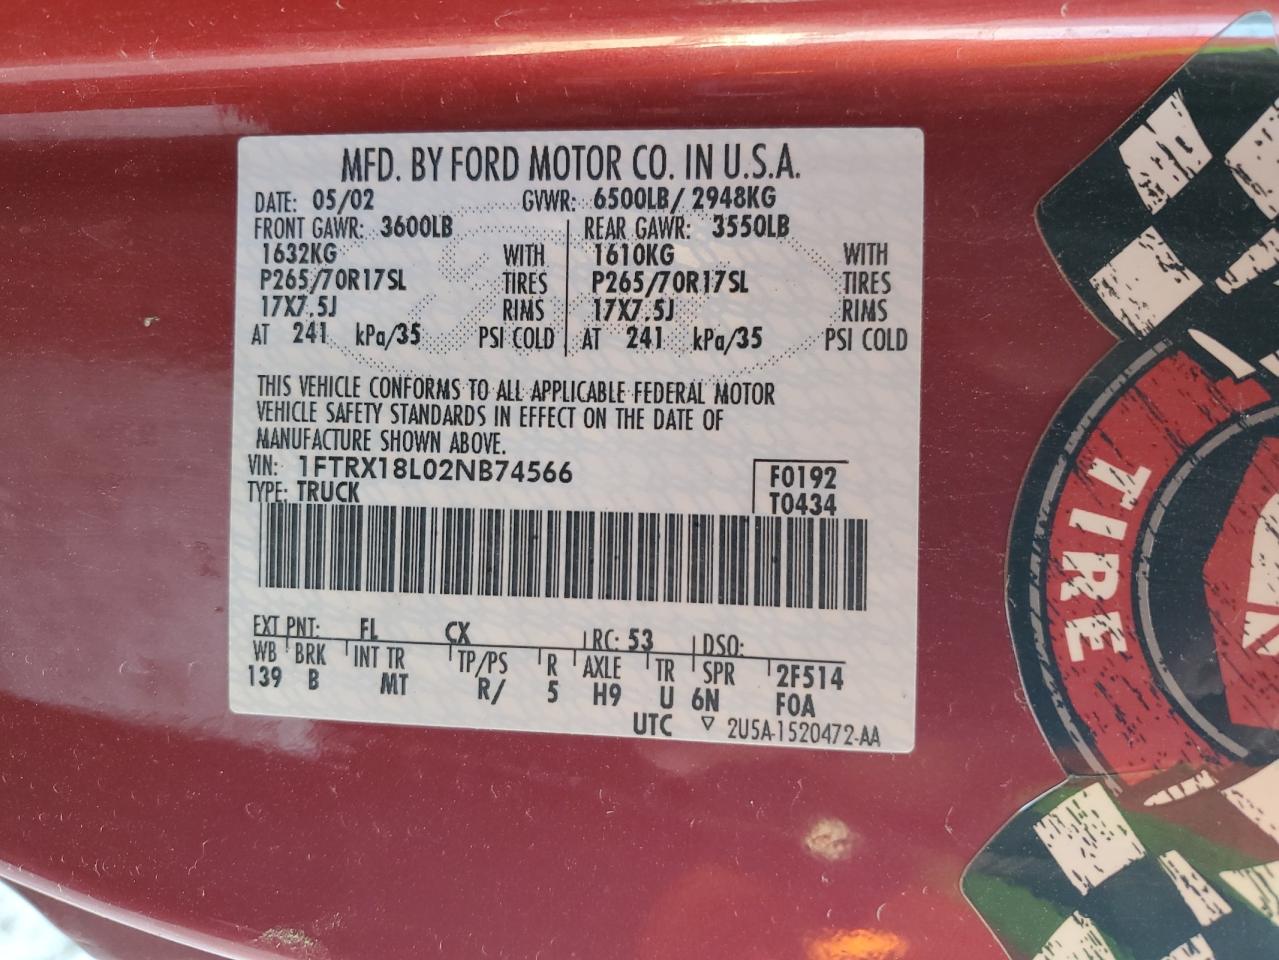 MFD. BY FORD MOTOR CO. IN U.S.A.
DATE: 05/02 GVWR: 6500LB/ 2948KG
FRONT GAWR: 3600LB REAR GAWR: 3550LB
1632KG WITH 1610KG WITH
P265/70R17SL TIRES P265/70R17SL TIRES
17X7.5J RIMS 17X7.5J RIMS
AT 241 kPa/35 PSI COLD AT 241 kPa/35 PSI COLD
THIS VEHICLE CONFORMS TO ALL APPLICABLE FEDERAL MOTOR
VEHICLE SAFETY STANDARDS IN EFFECT ON THE DATE OF
MANUFACTURE SHOWN ABOVE.
VIN: 1FTRX18L02NB74566 F0192
TYPE: TRUCK T0434
EXT PNT: FL CX RC: 53 DSO:
WB BRK INT TR TP/PS R AXLE TR SPR 2F514
139 B MT R/ 5 H9 U 6N FOA
UTC ▽ 2U5A-1520472-AA
TIRE